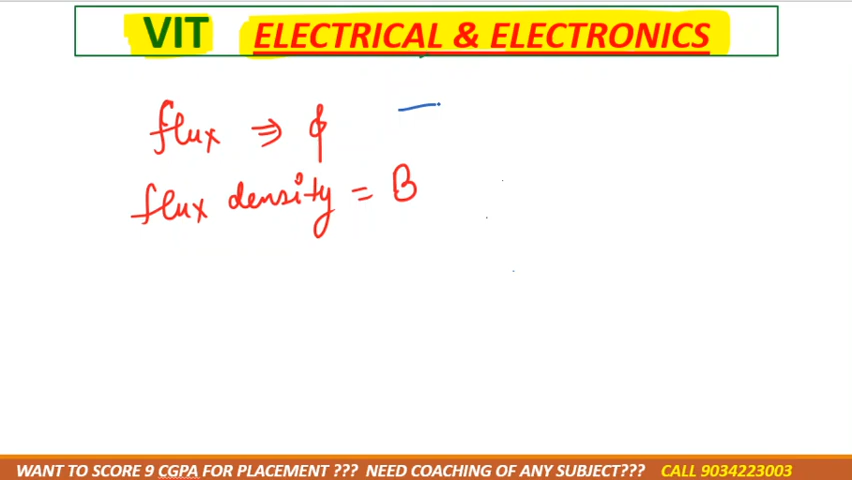 VIT ELECTRICAL & ELECTRONICS
flux ⇒ ϕ
flux density = B
WANT TO SCORE 9 CGPA FOR PLACEMENT ??? NEED COACHING OF ANY SUBJECT??? CALL 9034223003